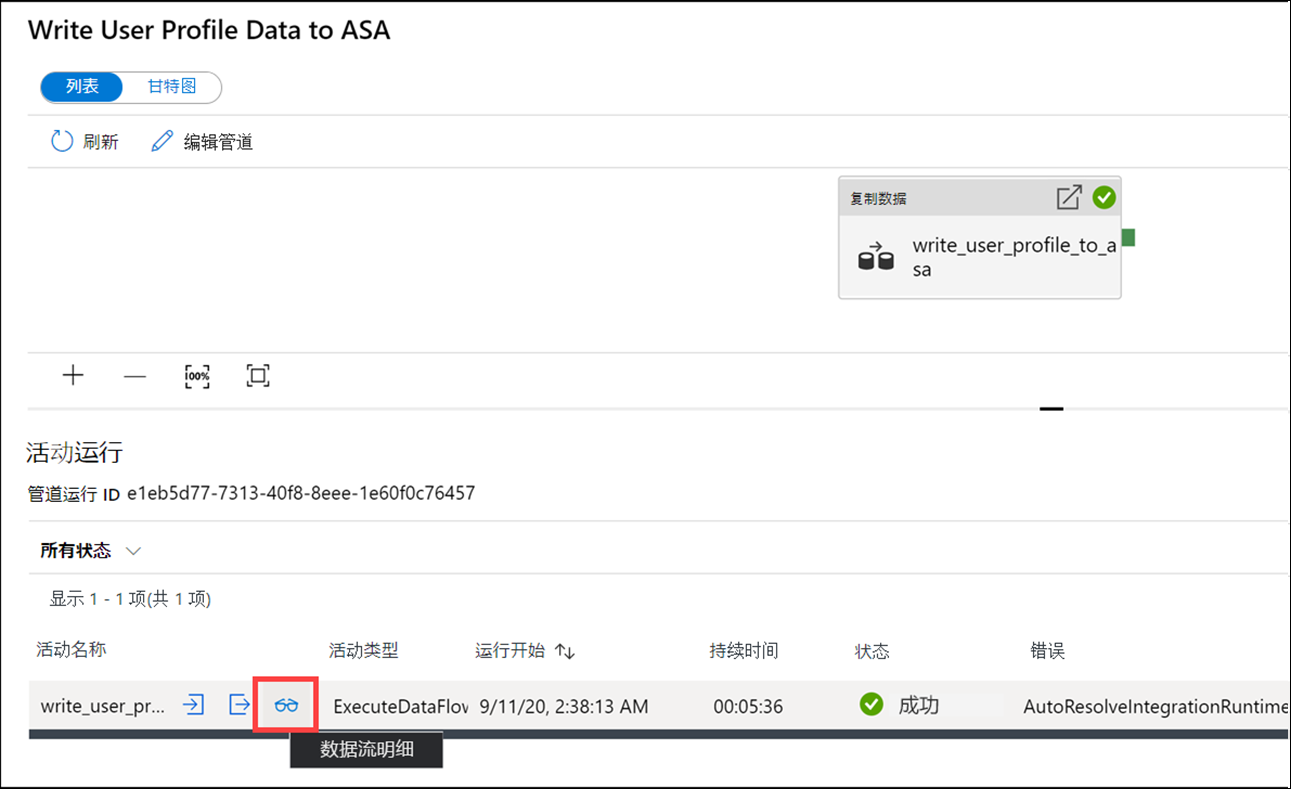 Write User Profile Data to ASA
列表 甘特图
刷新 编辑管道
复制数据
write_user_profile_to_a
sa
100%
活动运行
管道运行 ID e1eb5d77-7313-40f8-8eee-1e60f0c76457
所有状态
显示 1 - 1 项(共 1 项)
活动名称 活动类型 运行开始 持续时间 状态 错误
write_user_pr... ExecuteDataFlov 9/11/20, 2:38:13 AM 00:05:36 成功 AutoResolveIntegrationRuntime
数据流明细